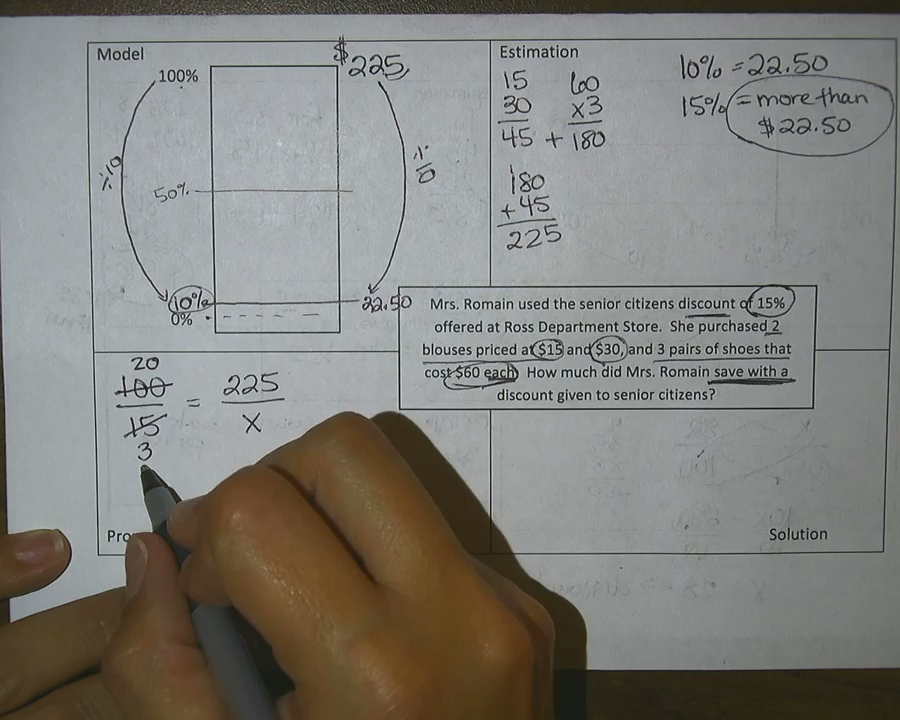 Model
$225
100%
÷10
÷10
50%
10%
22.50
0%
Estimation
15
30
45
60
x3
+ 180
180
+ 45
225
10% = 22.50
15% = more than
$22.50
Mrs. Romain used the senior citizens discount of 15%
offered at Ross Department Store. She purchased 2
blouses priced at $15 and $30, and 3 pairs of shoes that
cost $60 each. How much did Mrs. Romain save with a
discount given to senior citizens?
20
100
15
3
=
225
x
Solution